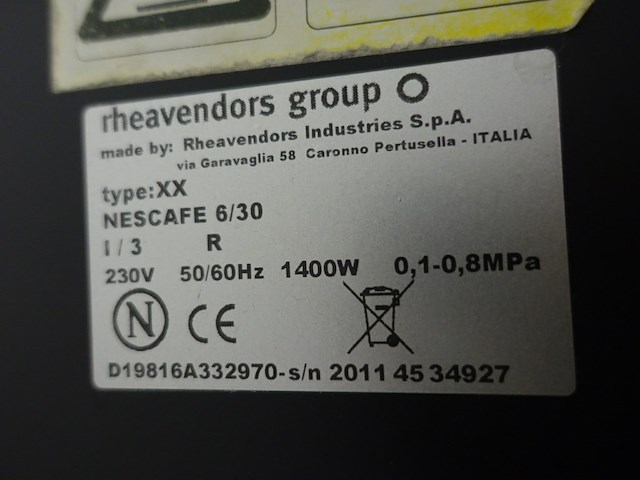 rheavendors group
made by: Rheavendors Industries S.p.A.
via Garavaglia 58 Caronno Pertusella - ITALIA
type:XX
NESCAFE 6/30
I / 3 R
230V 50/60Hz 1400W 0,1-0,8MPa
N CE
D19816A332970-s/n 2011 45 34927